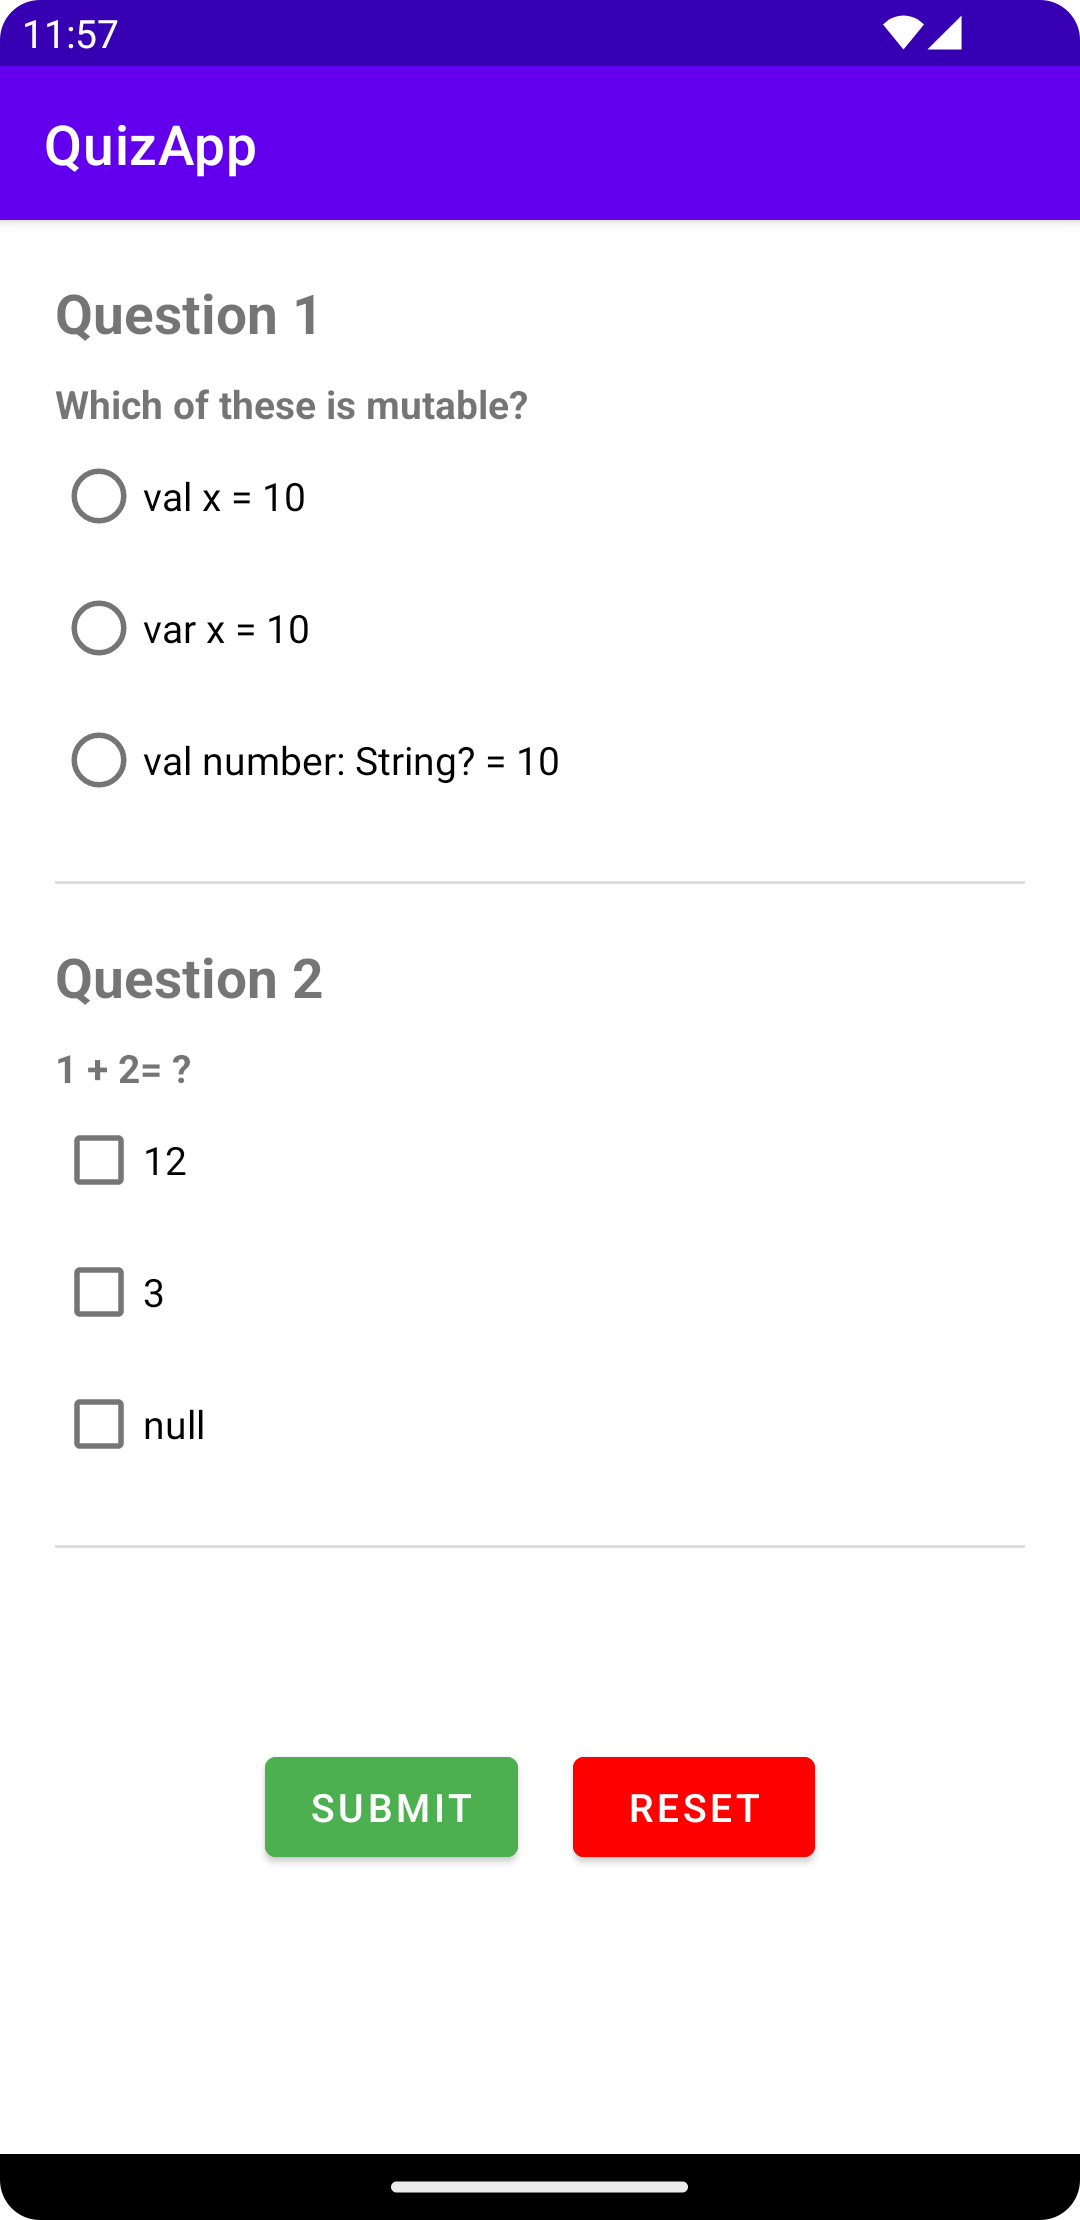 11:57
QuizApp
Question 1
Which of these is mutable?
val x = 10
var x = 10
val number: String? = 10
Question 2
1 + 2= ?
12
3
null
SUBMIT RESET